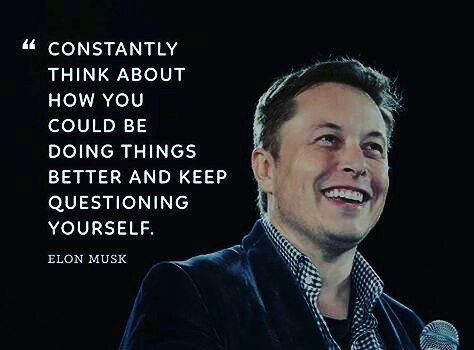 “ CONSTANTLY
THINK ABOUT
HOW YOU
COULD BE
DOING THINGS
BETTER AND KEEP
QUESTIONING
YOURSELF.
ELON MUSK